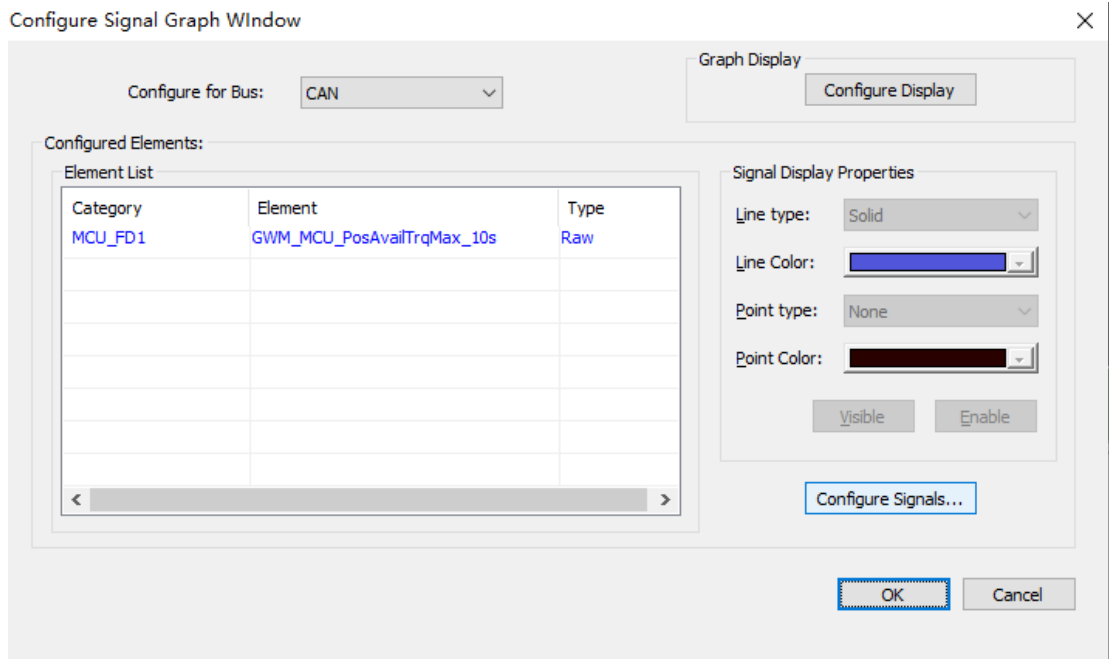 Configure Signal Graph WIndow
Graph Display
Configure for Bus: CAN
Configure Display
Configured Elements:
Element List
Signal Display Properties
Category Element Type
MCU_FD1 GWM_MCU_PosAvailTrqMax_10s Raw
Line type: Solid
Line Color:
Point type: None
Point Color:
Visible Enable
Configure Signals...
OK Cancel